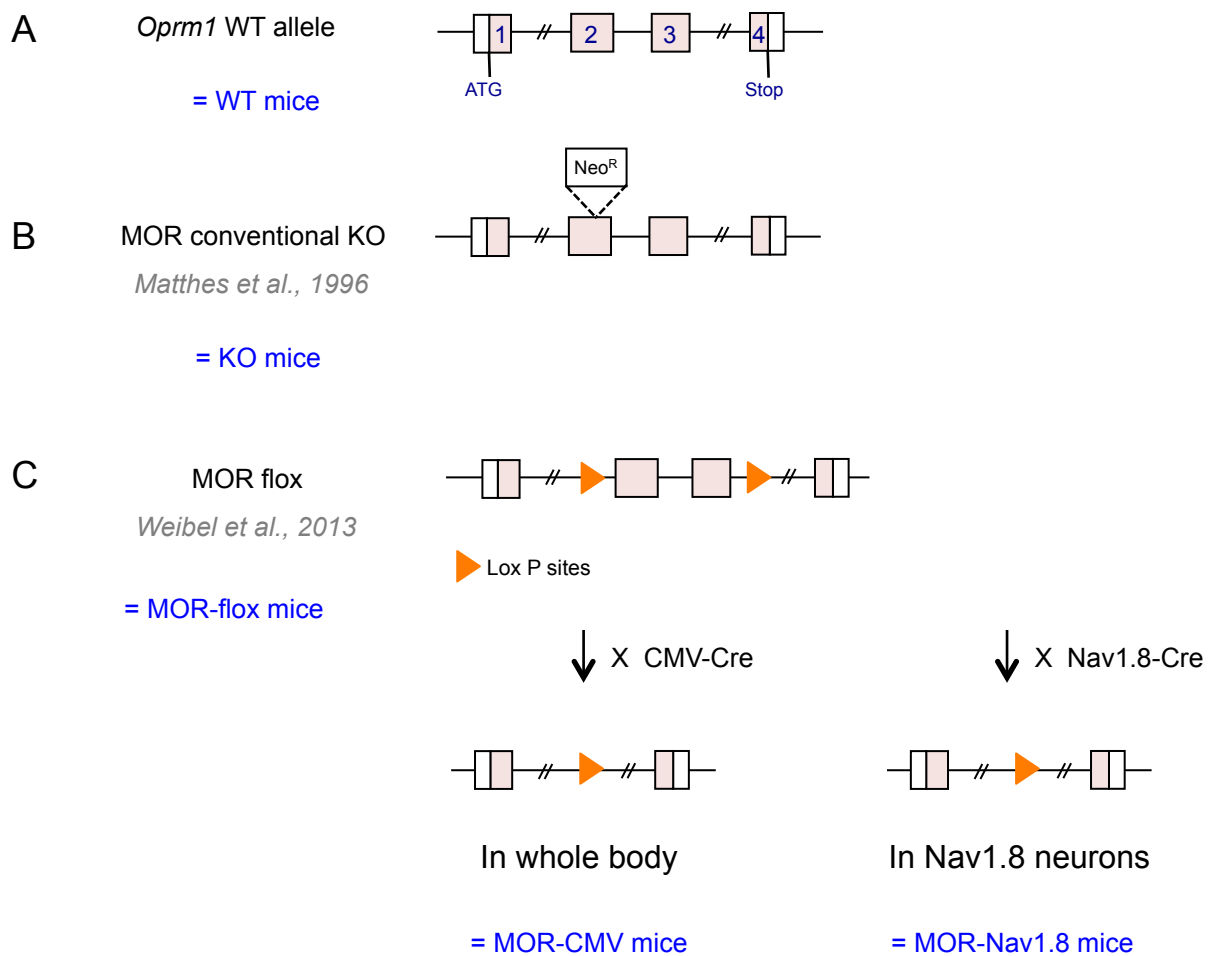 A
Oprm1 WT allele
1
2
3
4
ATG
Stop
= WT mice
Neo^R
B
MOR conventional KO
Matthes et al., 1996
= KO mice
C
MOR flox
Weibel et al., 2013
Lox P sites
= MOR-flox mice
X CMV-Cre
X Nav1.8-Cre
In whole body
In Nav1.8 neurons
= MOR-CMV mice
= MOR-Nav1.8 mice